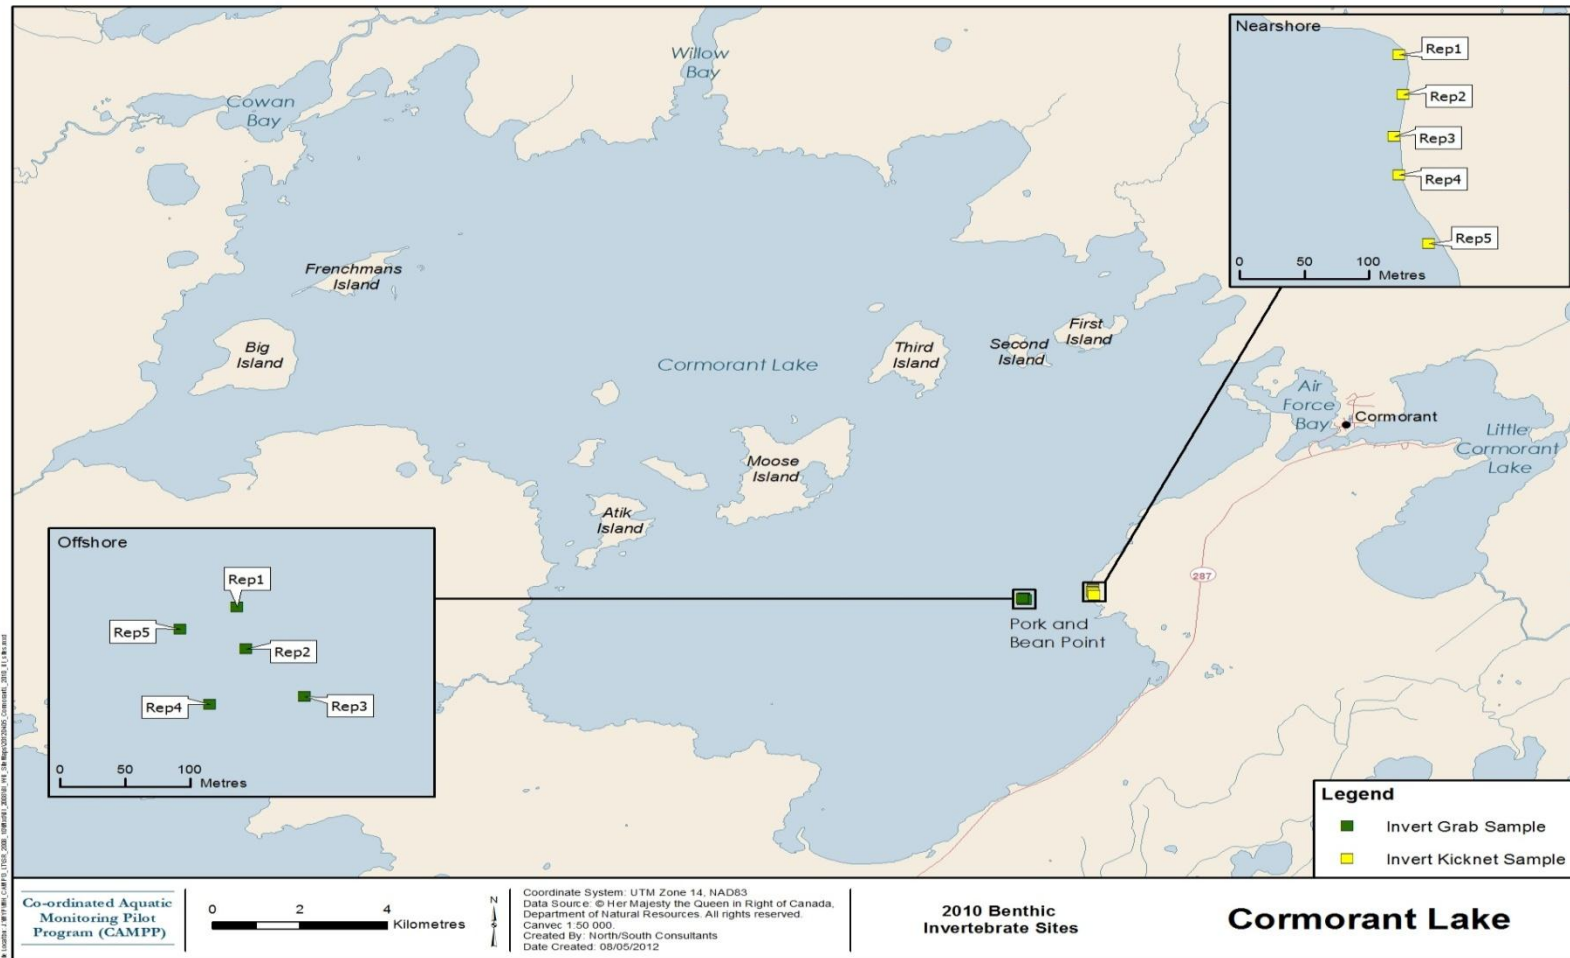 Willow
Bay
Cowan
Bay
Nearshore
Rep1
Rep2
Rep3
Rep4
Rep5
0 50 100
Metres
Frenchmans
Island
Big
Island
Cormorant Lake
Third
Island
Second
Island
First
Island
Air
Force
Bay
Cormorant
Little
Cormorant
Lake
Moose
Island
Atik
Island
287
Pork and
Bean Point
Offshore
Rep1
Rep5
Rep2
Rep4
Rep3
0 50 100
Metres
Legend
Invert Grab Sample
Invert Kicknet Sample
Co-ordinated Aquatic
Monitoring Pilot
Program (CAMPP)
0 2 4
Kilometres
N
S
Coordinate System: UTM Zone 14, NAD83
Data Source: © Her Majesty the Queen in Right of Canada,
Department of Natural Resources. All rights reserved.
Canvec 1:50 000.
Created By: North/South Consultants
Date Created: 08/05/2012
2010 Benthic
Invertebrate Sites
Cormorant Lake